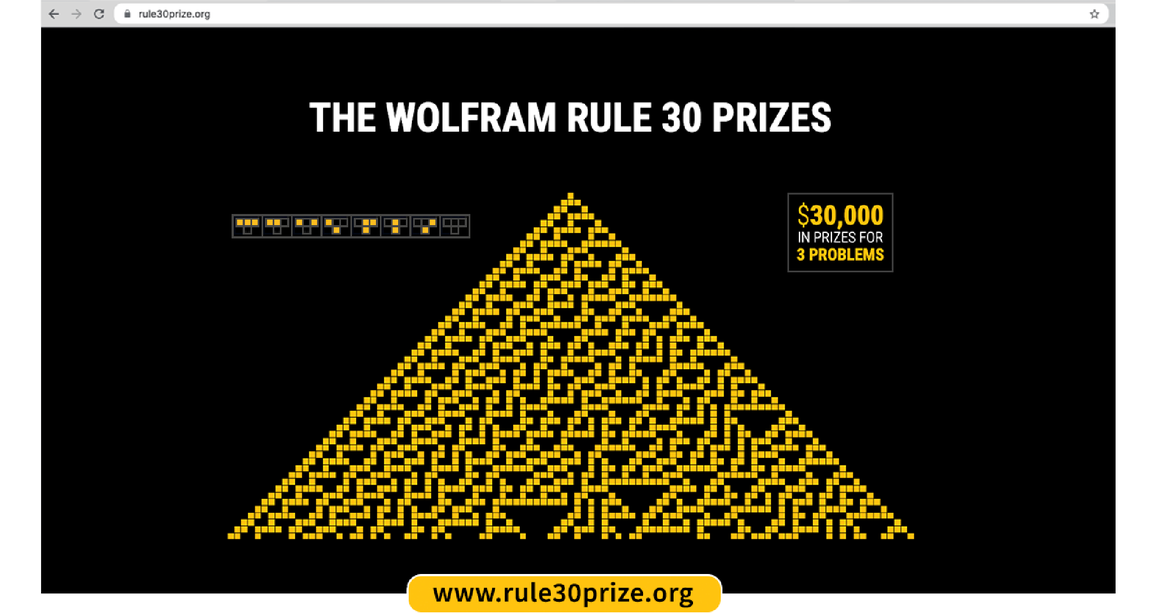 rule30prize.org
THE WOLFRAM RULE 30 PRIZES
$30,000
IN PRIZES FOR
3 PROBLEMS
www.rule30prize.org